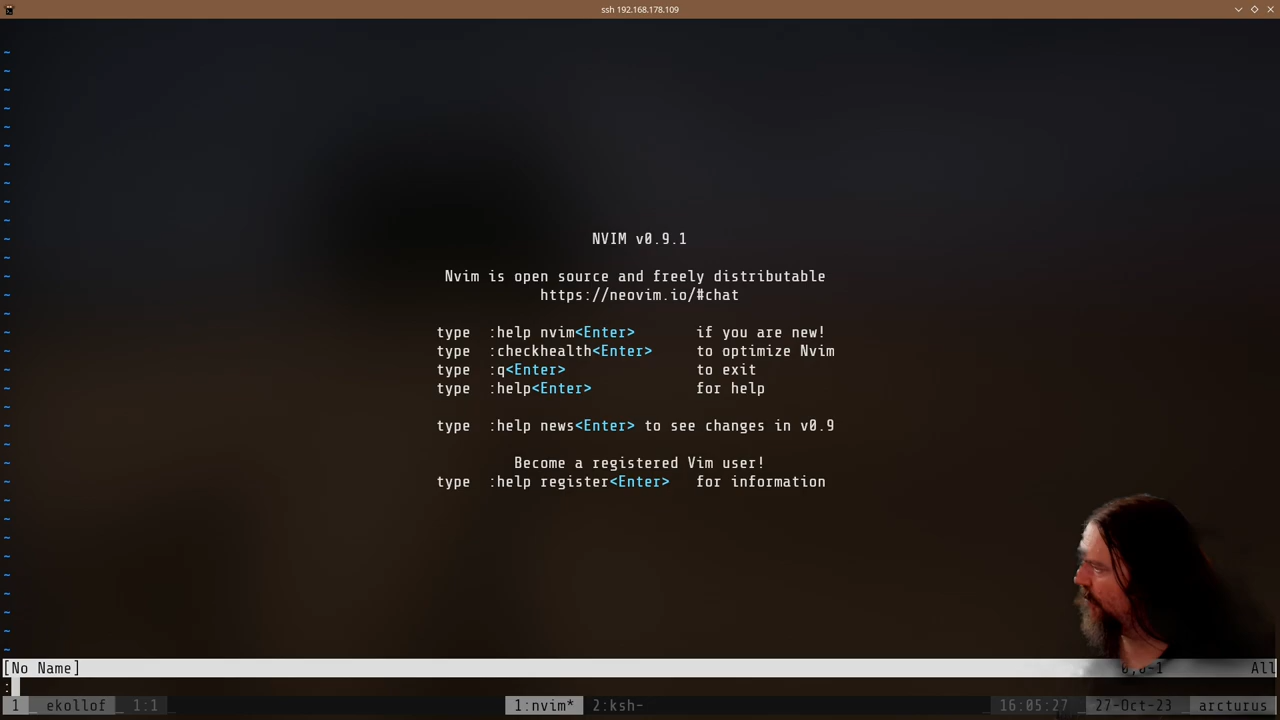 ssh 192.168.178.109
~
~
~
~
~
~
~
~
~
~
NVIM v0.9.1
~
~
Nvim is open source and freely distributable
~
https://neovim.io/#chat
~
~
type :help nvim<Enter> if you are new!
~
type :checkhealth<Enter> to optimize Nvim
~
type :q<Enter> to exit
~
type :help<Enter> for help
~
~
type :help news<Enter> to see changes in v0.9
~
~
Become a registered Vim user!
~
type :help register<Enter> for information
~
~
~
~
~
~
~
~
~
[No Name] All
:
1 ekollof 1:1 1:nvim* 2:ksh- 16:05:27 27-Oct-23 arcturus